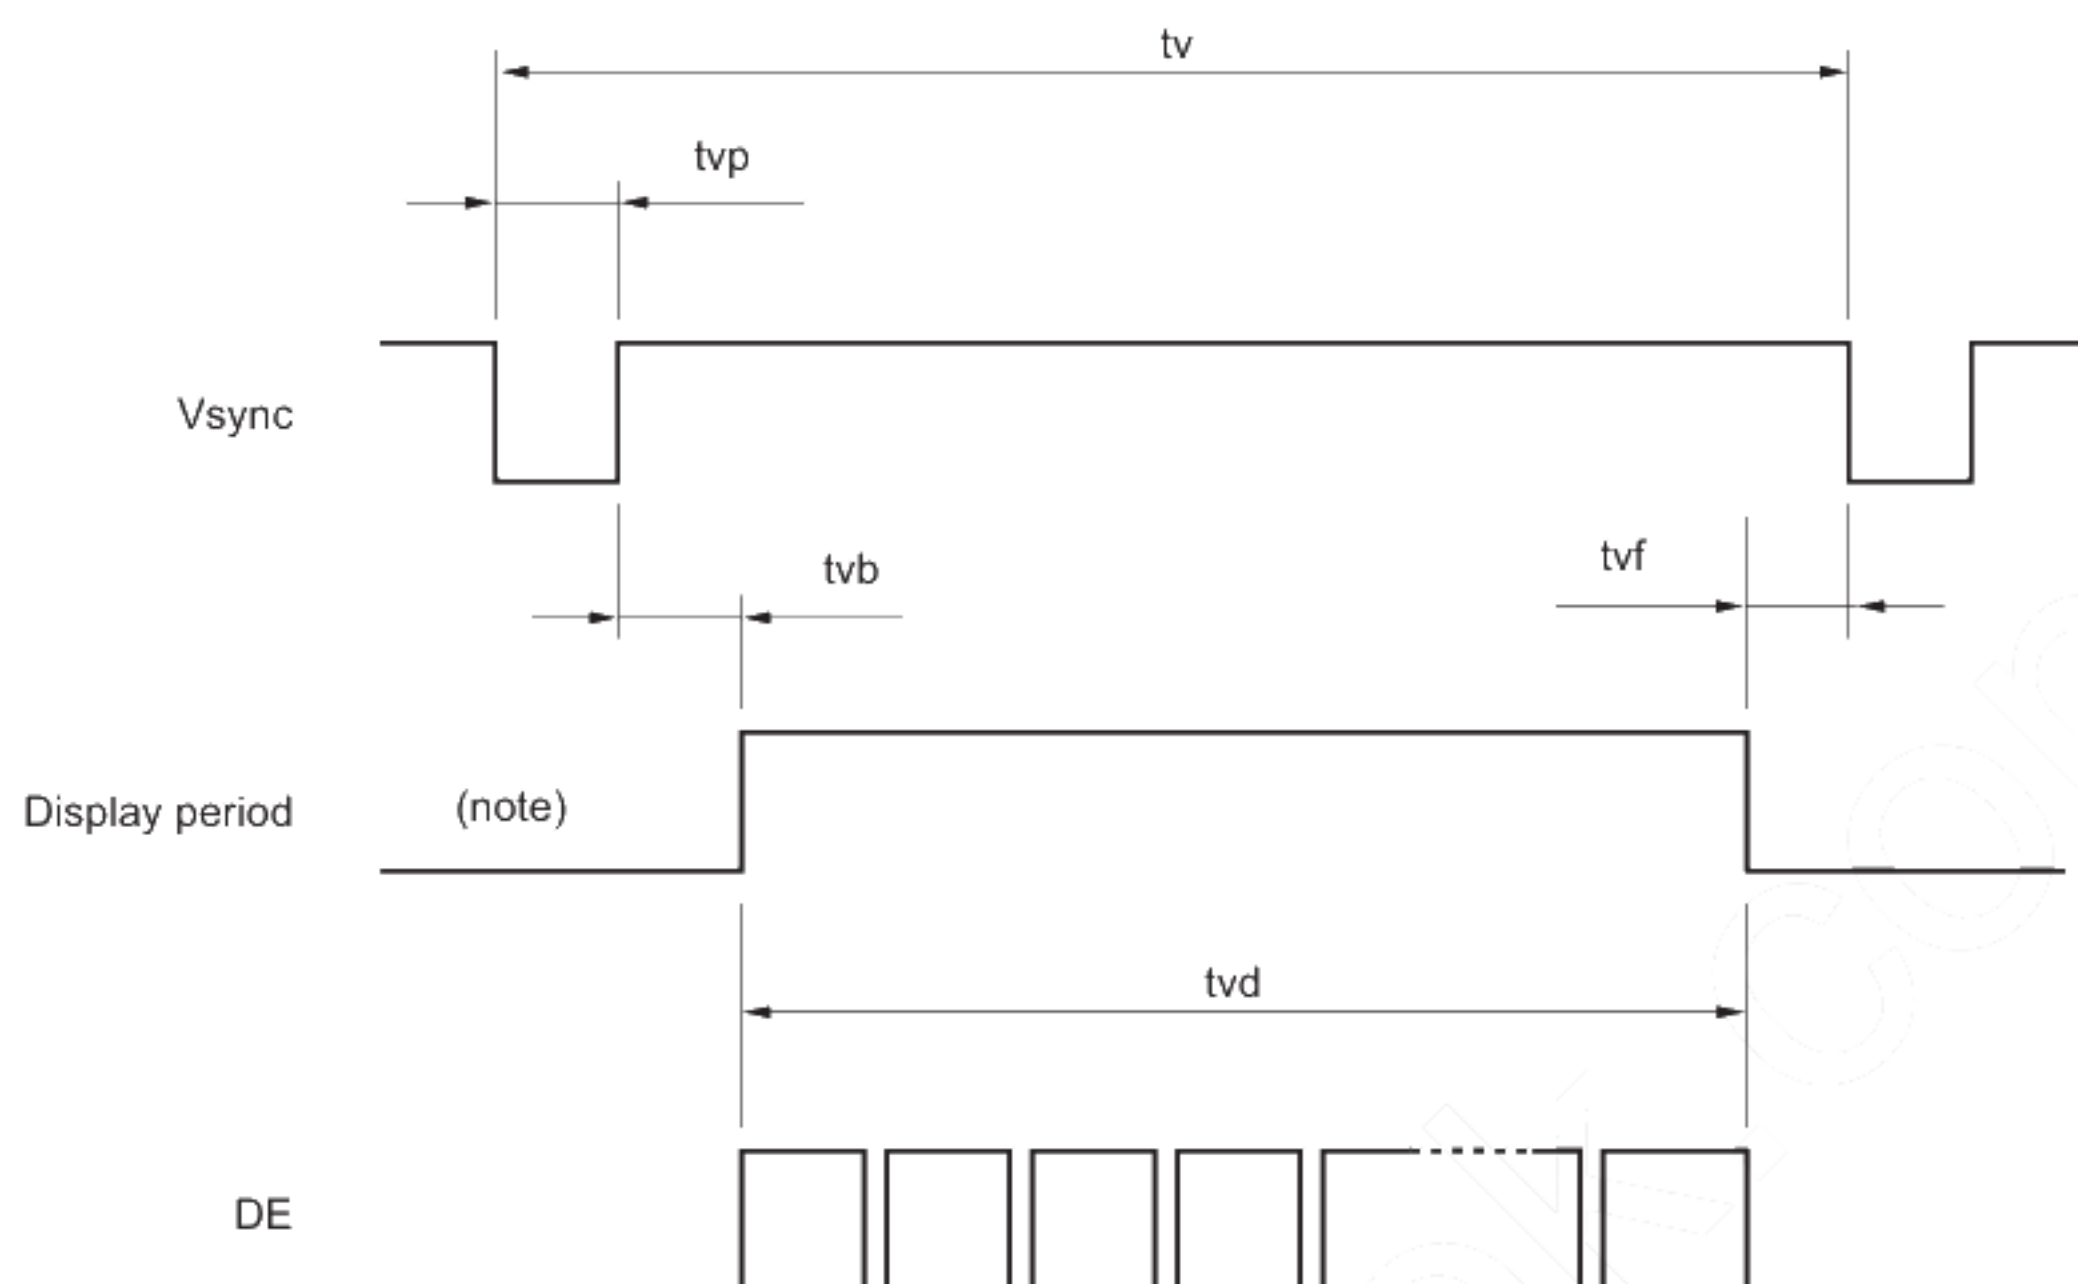 tv
tvp
Vsync
tvb
tvf
Display period
(note)
tvd
DE